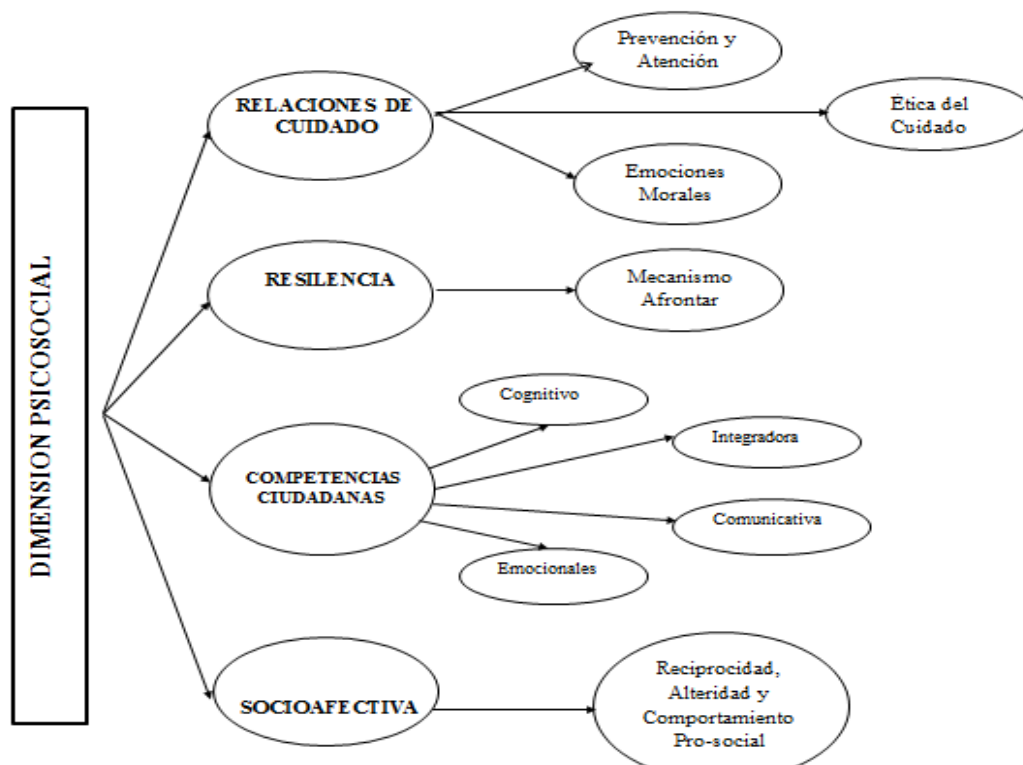 DIMENSION PSICOSOCIAL
RELACIONES DE
CUIDADO
Prevención y
Atención
Ética del
Cuidado
Emociones
Morales
RESILENCIA
Mecanismo
Afrontar
COMPETENCIAS
CIUDADANAS
Cognitivo
Integradora
Comunicativa
Emocionales
SOCIOAFECTIVA
Reciprocidad,
Alteridad y
Comportamiento
Pro-social